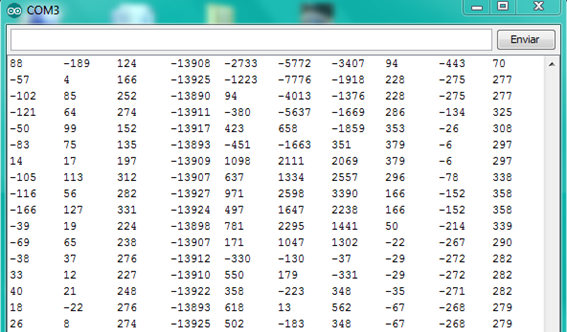 COM3
Enviar
88 -189 124 -13908 -2733 -5772 -3407 94 -443 70
-57 4 166 -13925 -1223 -7776 -1918 228 -275 277
-102 85 252 -13890 94 -4013 -1376 228 -275 277
-121 64 274 -13911 -380 -5637 -1669 286 -134 325
-50 99 152 -13917 423 658 -1859 353 -26 308
-83 75 135 -13893 -451 -1663 351 379 -6 297
14 17 197 -13909 1098 2111 2069 379 -6 297
-105 113 312 -13907 637 1334 2557 296 -78 338
-116 56 282 -13927 971 2598 3390 166 -152 358
-166 127 331 -13924 497 1647 2238 166 -152 358
-39 19 224 -13898 781 2295 1441 50 -214 339
-69 65 238 -13907 171 1047 1302 -22 -267 290
-38 37 276 -13912 -330 -130 -37 -29 -272 282
33 12 227 -13910 550 179 -331 -29 -272 282
40 21 248 -13922 358 -223 348 -35 -271 282
18 -22 276 -13893 618 13 562 -67 -268 279
26 8 274 -13925 502 -183 348 -67 -268 279